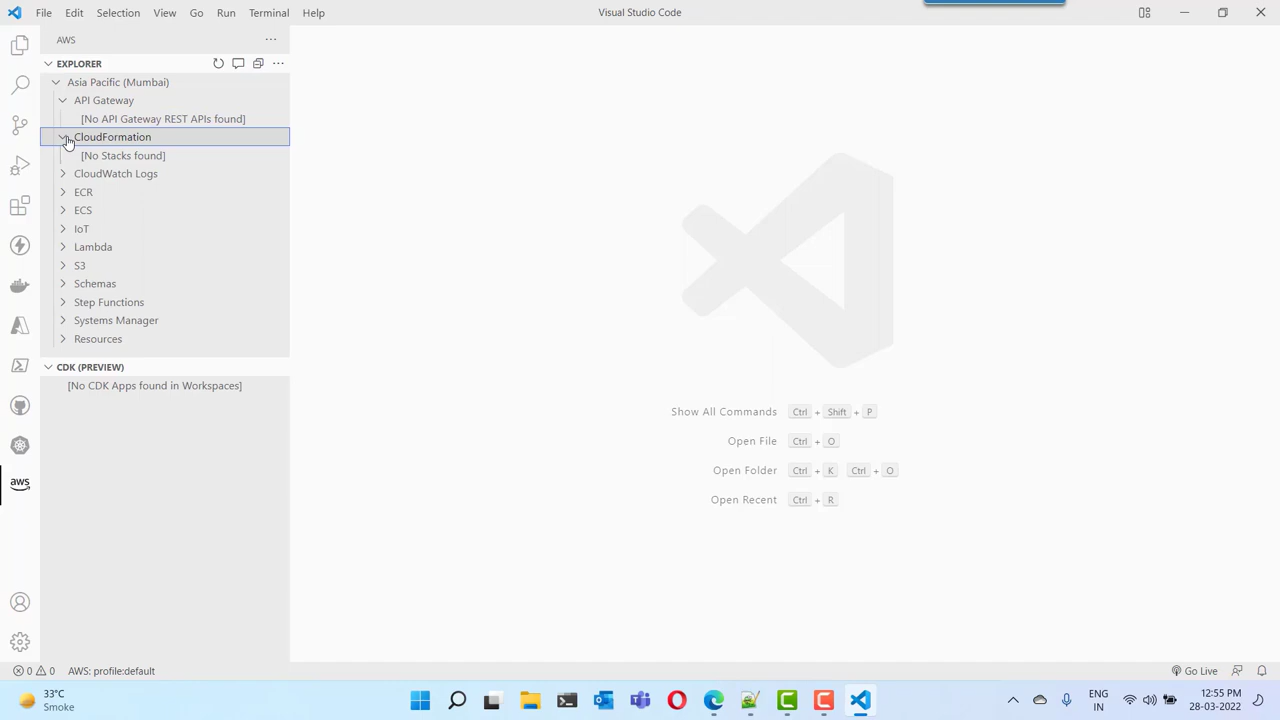 File Edit Selection View Go Run Terminal Help
Visual Studio Code
AWS
EXPLORER
Asia Pacific (Mumbai)
API Gateway
[No API Gateway REST APIs found]
CloudFormation
[No Stacks found]
CloudWatch Logs
ECR
ECS
IoT
Lambda
S3
Schemas
Step Functions
Systems Manager
Resources
CDK (PREVIEW)
[No CDK Apps found in Workspaces]
aws
Show All Commands Ctrl + Shift + P
Open File Ctrl + O
Open Folder Ctrl + K Ctrl + O
Open Recent Ctrl + R
0 0 AWS: profile:default
Go Live
33°C
Smoke
ENG
IN
12:55 PM
28-03-2022